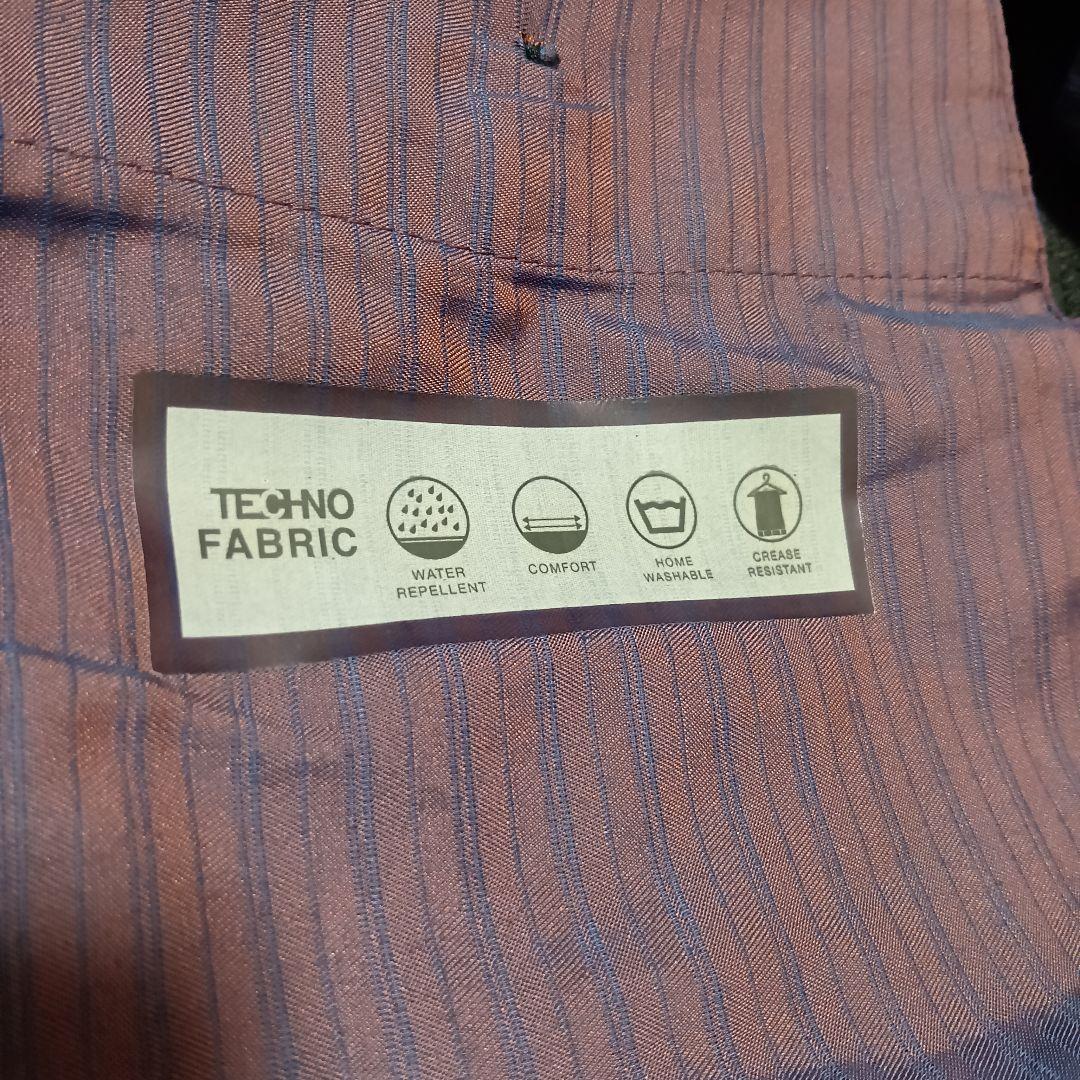 TECHNO
FABRIC
WATER
REPELLENT
COMFORT
HOME
WASHABLE
CREASE
RESISTANT